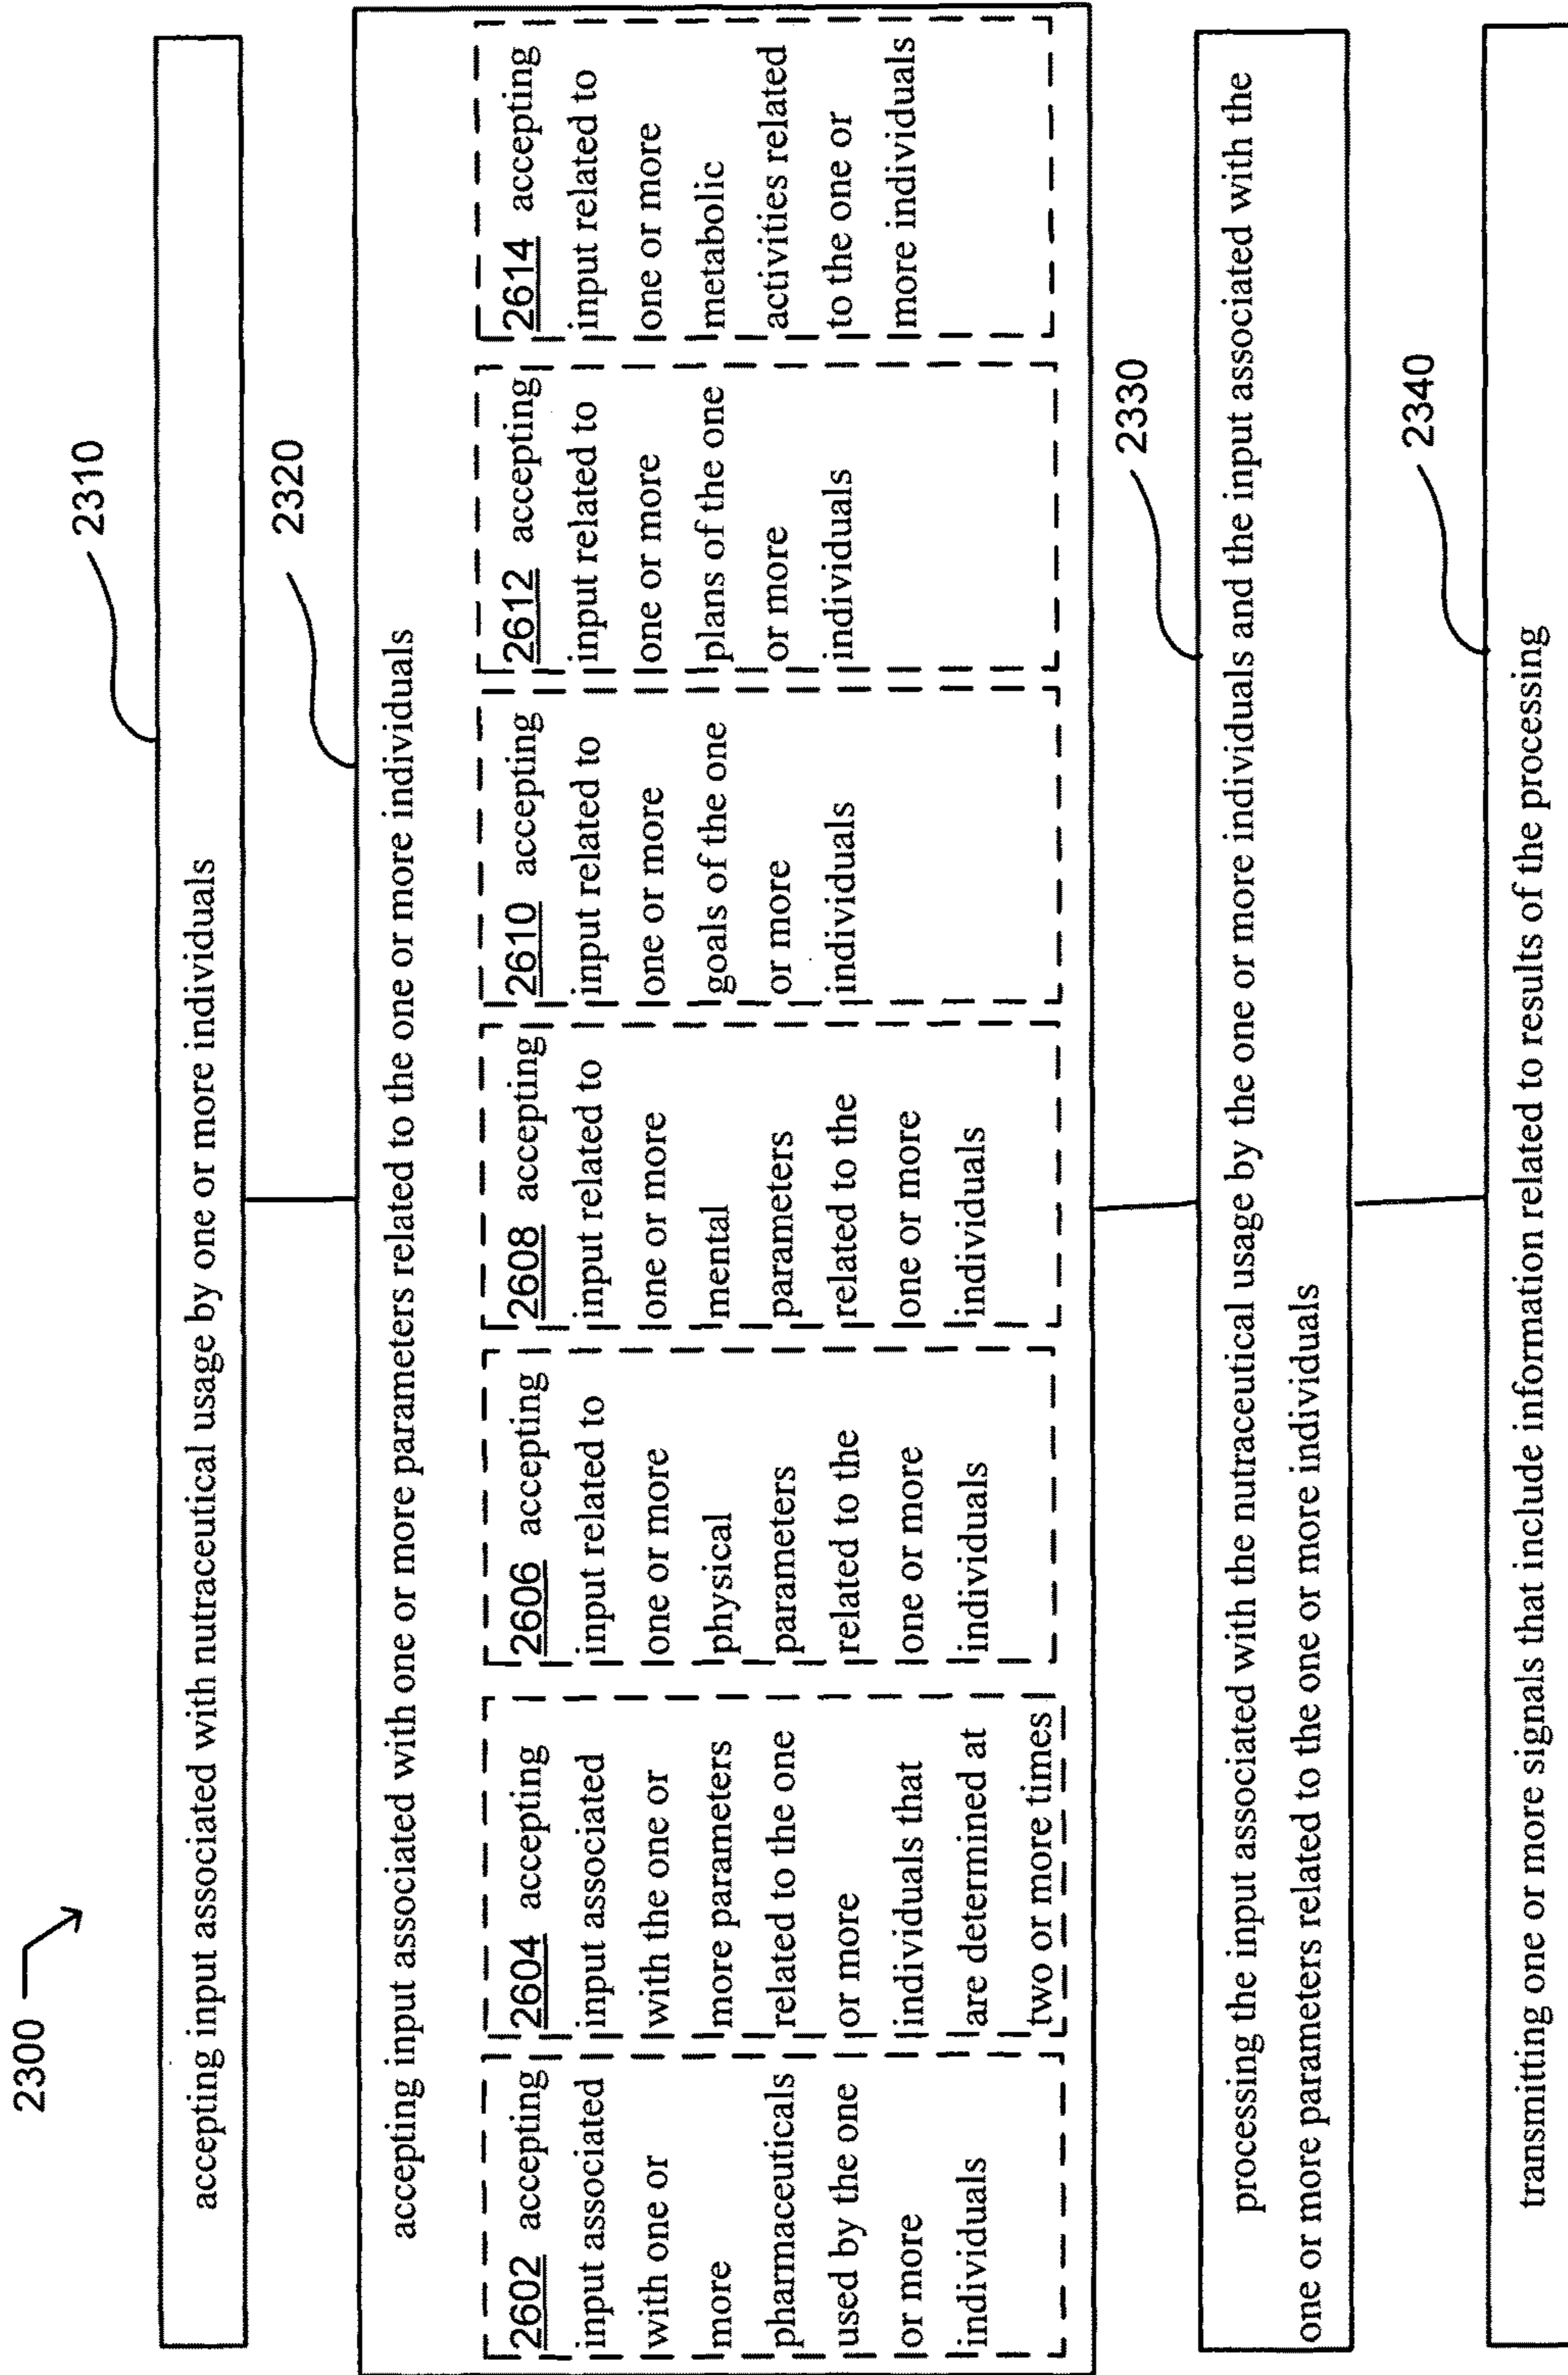 2300
2310
accepting input associated with nutraceutical usage by one or more individuals
2320
accepting input associated with one or more parameters related to the one or more individuals
2602 accepting
input associated
with one or
more
pharmaceuticals
used by the one
or more
individuals
2604 accepting
input associated
with the one or
more parameters
related to the one
or more
individuals that
are determined at
two or more times
2606 accepting
input related to
one or more
physical
parameters
related to the
one or more
individuals
2608 accepting
input related to
one or more
mental
parameters
related to the
one or more
individuals
2610 accepting
input related to
one or more
goals of the one
or more
individuals
2612 accepting
input related to
one or more
plans of the one
or more
individuals
2614 accepting
input related to
one or more
metabolic
activities related
to the one or
more individuals
2330
processing the input associated with the nutraceutical usage by the one or more individuals and the input associated with the
one or more parameters related to the one or more individuals
2340
transmitting one or more signals that include information related to results of the processing